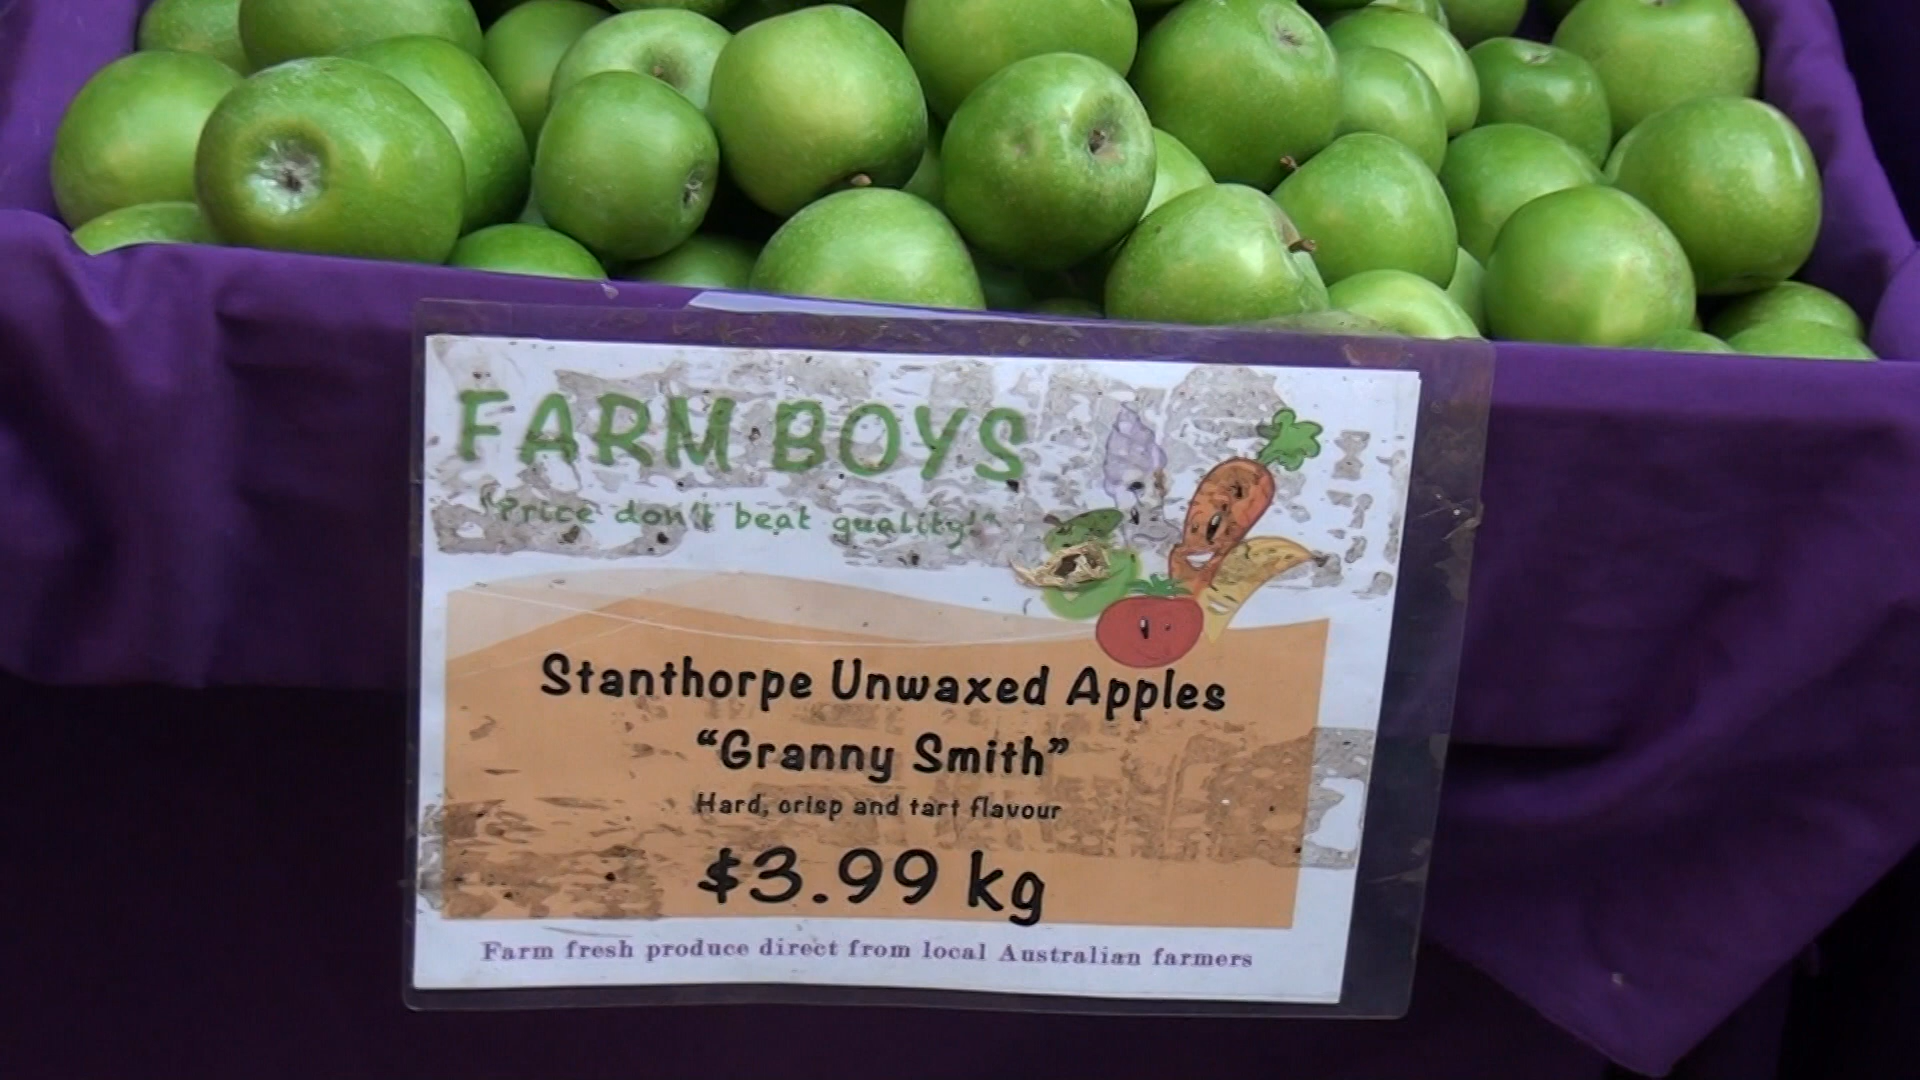 FARM BOYS
"Price don't beat quality!"
Stanthorpe Unwaxed Apples
“Granny Smith”
Hard, crisp and tart flavour
$3.99 kg
Farm fresh produce direct from local Australian farmers